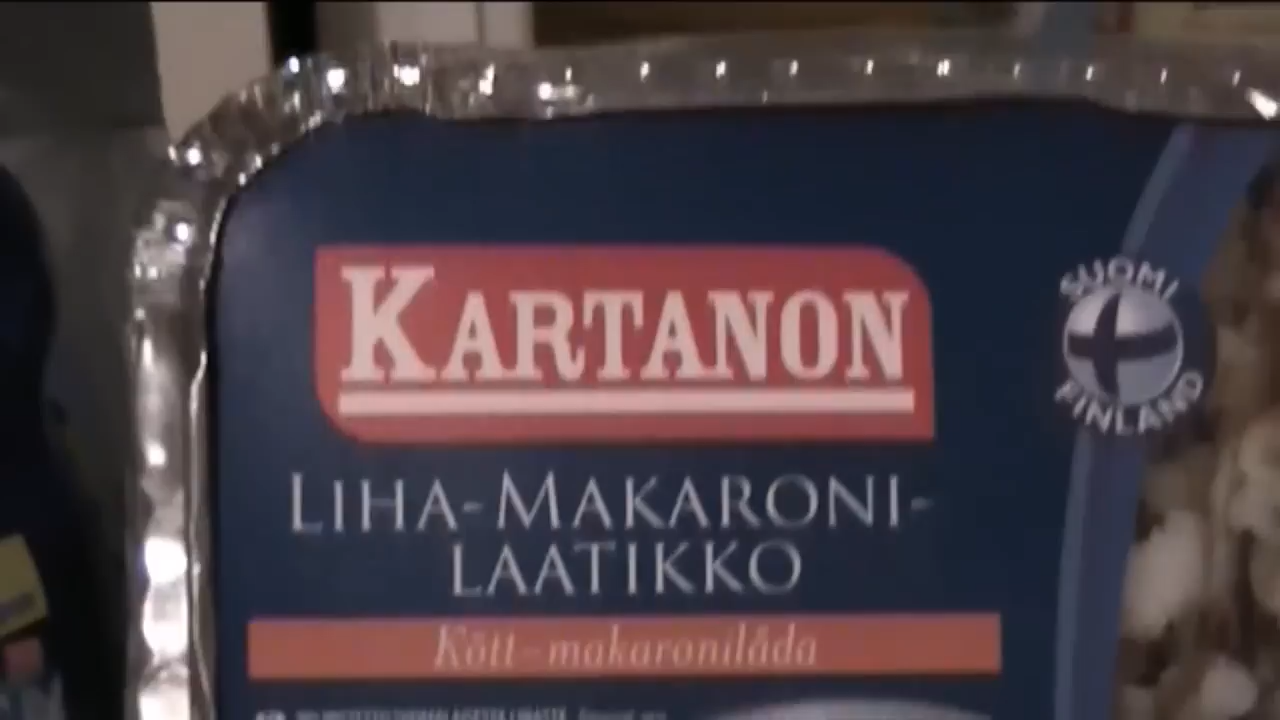 KARTANON
SUOMI
FINLAND
LIHA-MAKARONI-
LAATIKKO
Kött-makaronilåda